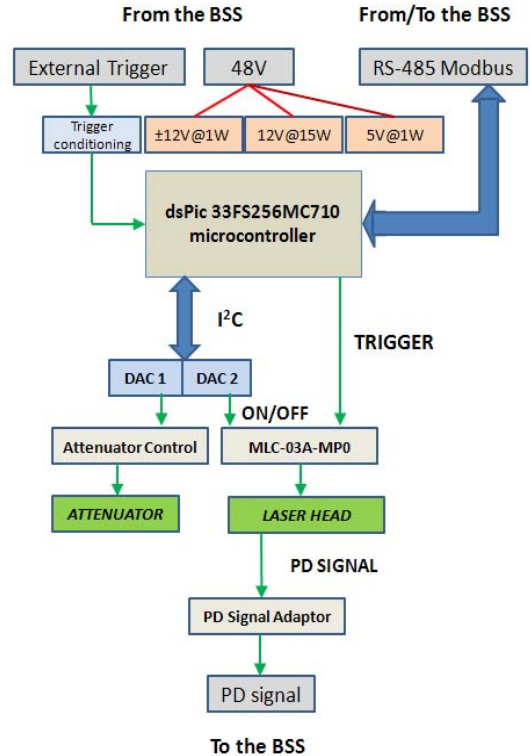 From the BSS
From/To the BSS
External Trigger
48V
RS-485 Modbus
Trigger
conditioning
±12V@1W
12V@15W
5V@1W
dsPic 33FS256MC710
microcontroller
I²C
TRIGGER
DAC 1
DAC 2
ON/OFF
Attenuator Control
MLC-03A-MP0
ATTENUATOR
LASER HEAD
PD SIGNAL
PD Signal Adaptor
PD signal
To the BSS